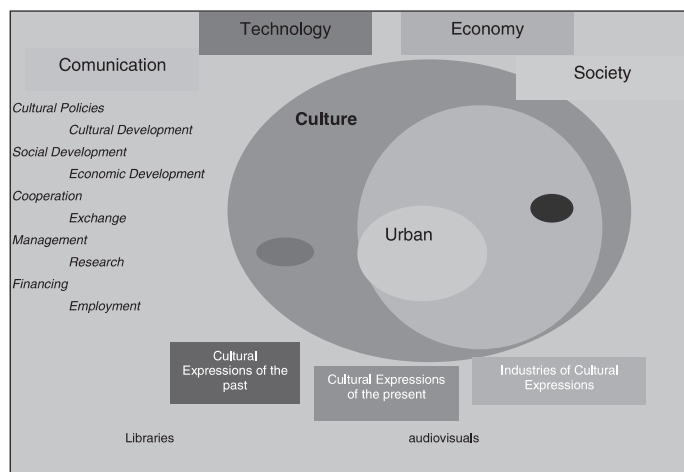 Technology
Economy
Comunication
Society
Cultural Policies
Cultural Development
Social Development
Economic Development
Cooperation
Exchange
Management
Research
Financing
Employment
Culture
Urban
Cultural
Expressions of the
past
Cultural Expressions
of the present
Industries of Cultural
Expressions
Libraries
audiovisuals